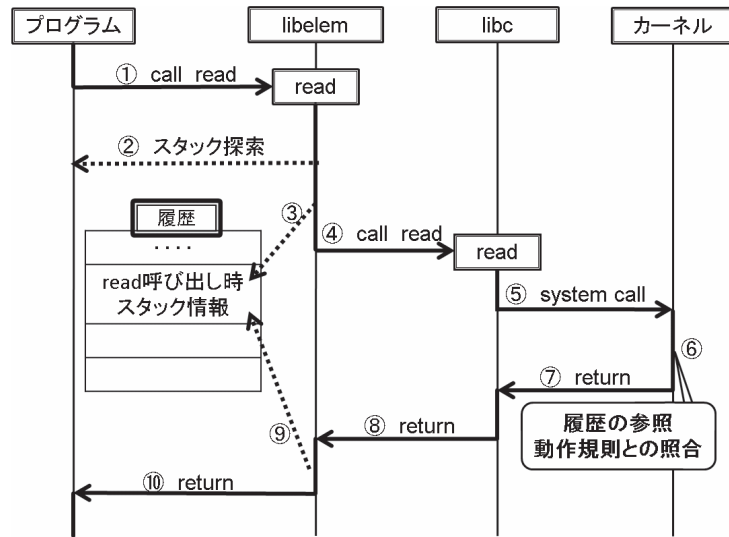 プログラム
libelem
libc
カーネル
① call read
read
② スタック探索
履歴
③
・・・・
④ call read
read
read呼び出し時
スタック情報
⑤ system call
⑥
⑦ return
⑧ return
履歴の参照
動作規則との照合
⑨
⑩ return